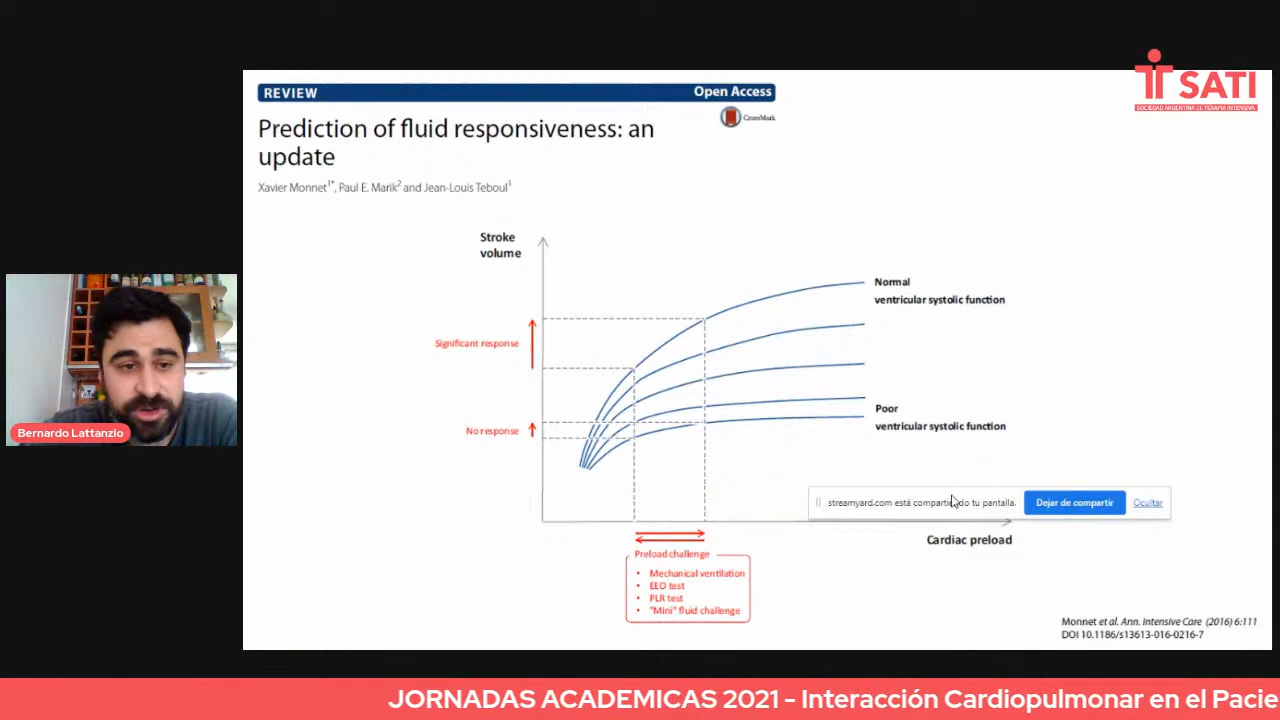 REVIEW
Open Access
CrossMark
SATI
SOCIEDAD ARGENTINA DE TERAPIA INTENSIVA
Prediction of fluid responsiveness: an
update
Xavier Monnet1*, Paul E. Marik2 and Jean-Louis Teboul1
Stroke
volume
Normal
ventricular systolic function
Significant response
Poor
ventricular systolic function
No response
Bernardo Lattanzio
streamyard.com está compartiendo tu pantalla.
Dejar de compartir
Ocultar
Cardiac preload
Preload challenge
• Mechanical ventilation
• EEO test
• PLR test
• "Mini" fluid challenge
Monnet et al. Ann. Intensive Care (2016) 6:111
DOI 10.1186/s13613-016-0216-7
JORNADAS ACADEMICAS 2021 - Interacción Cardiopulmonar en el Pacie